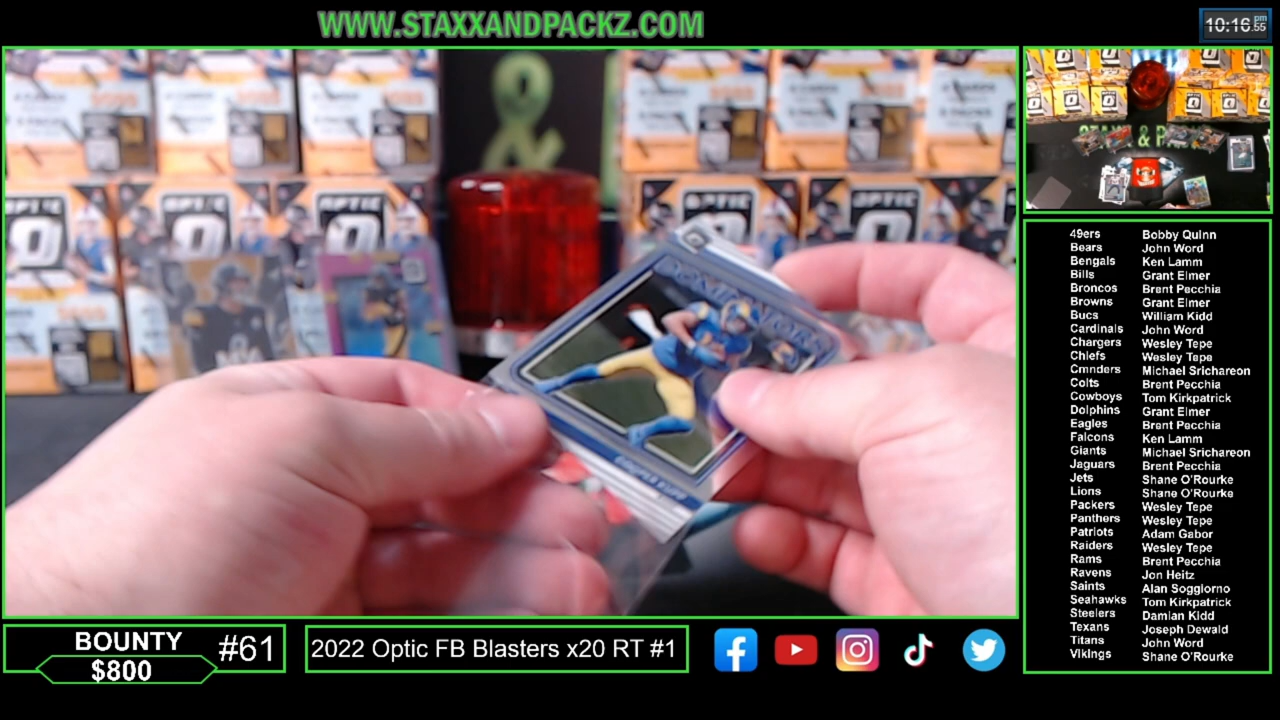 WWW.STAXXANDPACKZ.COM
10:16 pm 55
OPTIC
OPTIC
OPTIC
OPTIC
&
COOPER KUPP
49ers Bobby Quinn
Bears John Word
Bengals Ken Lamm
Bills Grant Elmer
Broncos Brent Pecchia
Browns Grant Elmer
Bucs William Kidd
Cardinals John Word
Chargers Wesley Tepe
Chiefs Wesley Tepe
Cmnders Michael Srichareon
Colts Brent Pecchia
Cowboys Tom Kirkpatrick
Dolphins Grant Elmer
Eagles Brent Pecchia
Falcons Ken Lamm
Giants Michael Srichareon
Jaguars Brent Pecchia
Jets Shane O'Rourke
Lions Shane O'Rourke
Packers Wesley Tepe
Panthers Wesley Tepe
Patriots Adam Gabor
Raiders Wesley Tepe
Rams Brent Pecchia
Ravens Jon Heitz
Saints Alan Soggiorno
Seahawks Tom Kirkpatrick
Steelers Damian Kidd
Texans Joseph Dewald
Titans John Word
Vikings Shane O'Rourke
BOUNTY #61
$800
2022 Optic FB Blasters x20 RT #1